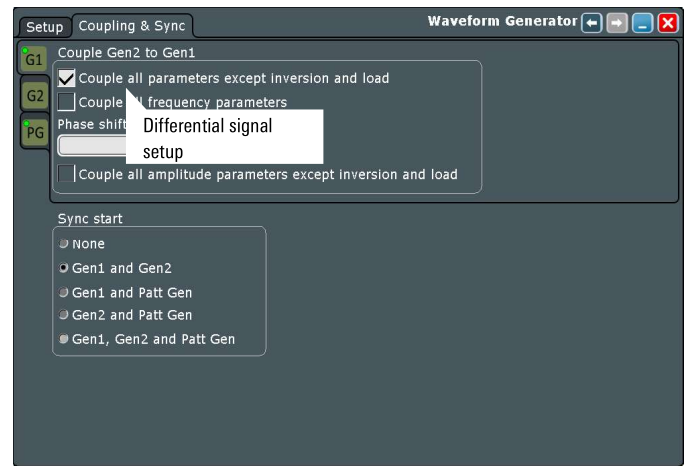 Setup Coupling & Sync Waveform Generator
G1
G2
PG
Couple Gen2 to Gen1
Couple all parameters except inversion and load
Couple all frequency parameters
Phase shift
Differential signal
setup
Couple all amplitude parameters except inversion and load
Sync start
None
Gen1 and Gen2
Gen1 and Patt Gen
Gen2 and Patt Gen
Gen1, Gen2 and Patt Gen